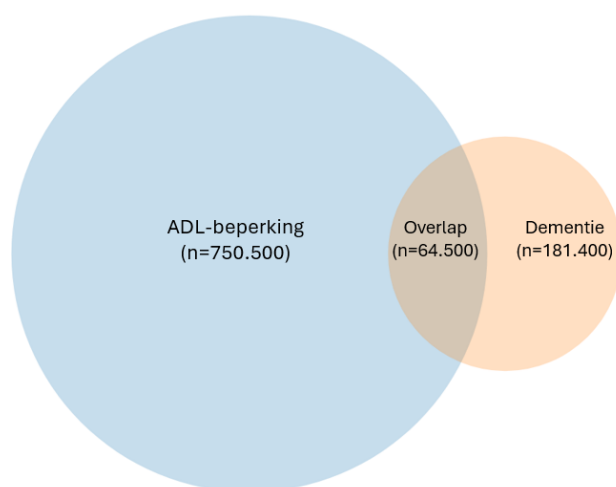 ADL-beperking
(n=750.500)
Overlap
(n=64.500)
Dementie
(n=181.400)